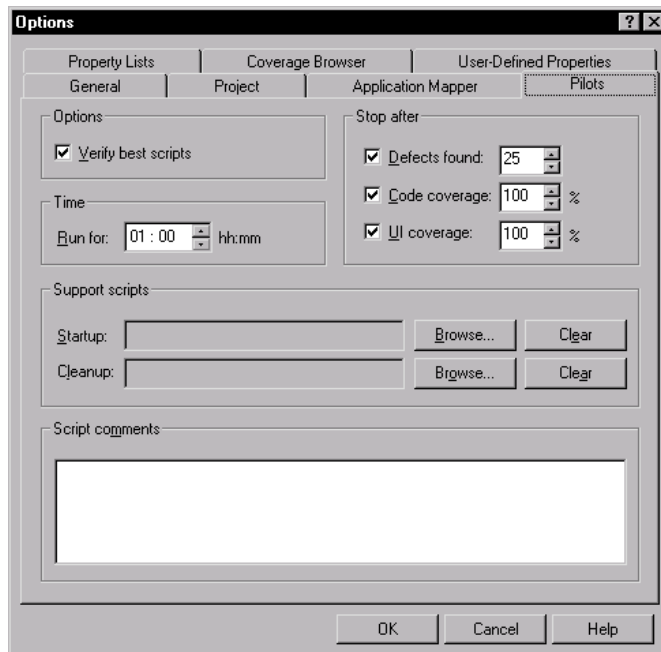 Options
Property Lists Coverage Browser User-Defined Properties
General Project Application Mapper Pilots
Options
Verify best scripts
Time
Run for: 01 : 00 hh:mm
Stop after
Defects found: 25
Code coverage: 100 %
UI coverage: 100 %
Support scripts
Startup: Browse... Clear
Cleanup: Browse... Clear
Script comments
OK Cancel Help